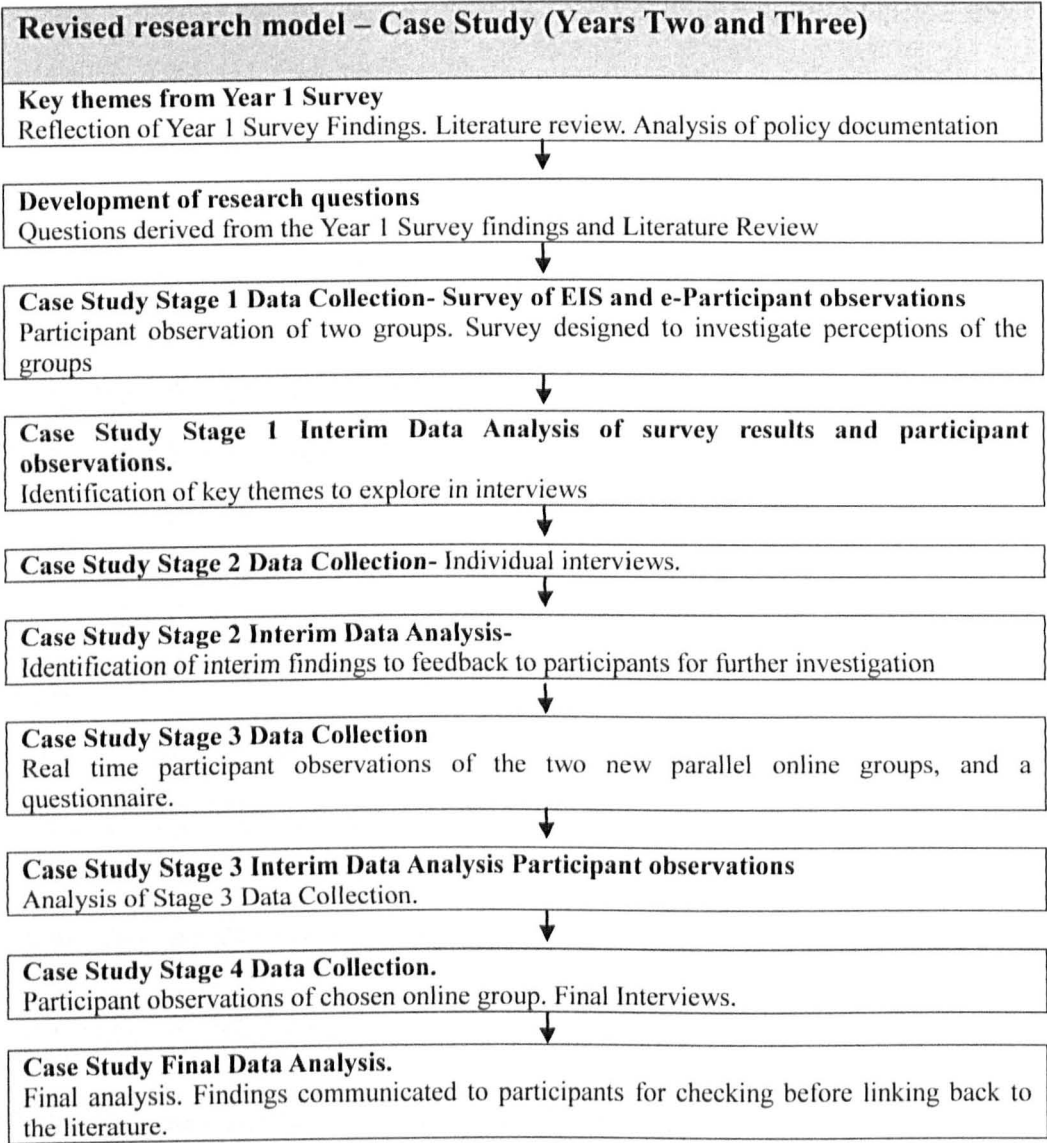 Revised research model – Case Study (Years Two and Three)
Key themes from Year 1 Survey
Reflection of Year 1 Survey Findings. Literature review. Analysis of policy documentation
Development of research questions
Questions derived from the Year 1 Survey findings and Literature Review
Case Study Stage 1 Data Collection- Survey of EIS and e-Participant observations
Participant observation of two groups. Survey designed to investigate perceptions of the
groups
Case Study Stage 1 Interim Data Analysis of survey results and participant
observations.
Identification of key themes to explore in interviews
Case Study Stage 2 Data Collection- Individual interviews.
Case Study Stage 2 Interim Data Analysis-
Identification of interim findings to feedback to participants for further investigation
Case Study Stage 3 Data Collection
Real time participant observations of the two new parallel online groups, and a
questionnaire.
Case Study Stage 3 Interim Data Analysis Participant observations
Analysis of Stage 3 Data Collection.
Case Study Stage 4 Data Collection.
Participant observations of chosen online group. Final Interviews.
Case Study Final Data Analysis.
Final analysis. Findings communicated to participants for checking before linking back to
the literature.